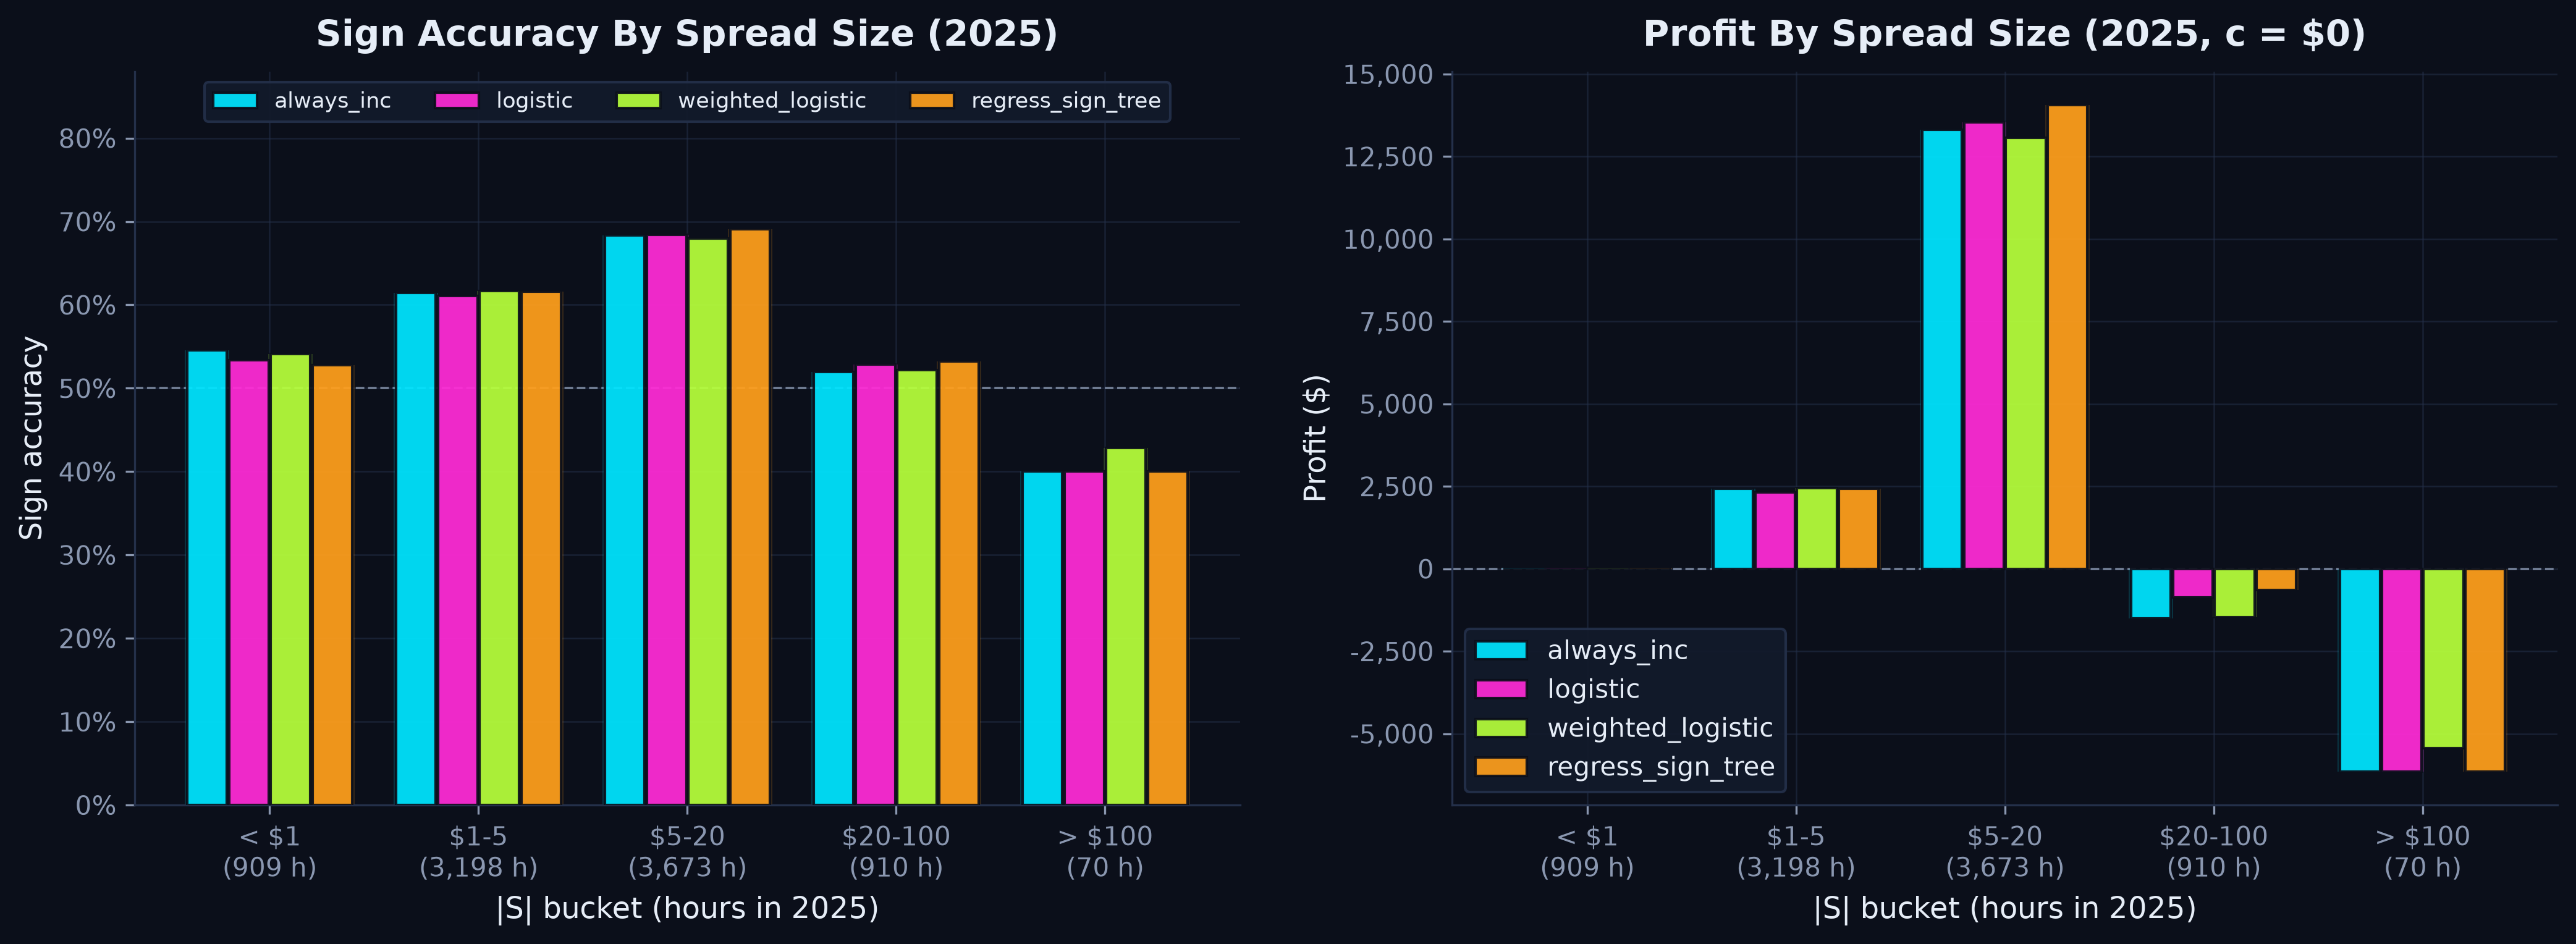 Sign Accuracy By Spread Size (2025)
always_inc logistic weighted_logistic regress_sign_tree
80%
70%
60%
50%
40%
30%
20%
10%
0%
Sign accuracy
< $1 $1-5 $5-20 $20-100 > $100
(909 h) (3,198 h) (3,673 h) (910 h) (70 h)
|S| bucket (hours in 2025)
Profit By Spread Size (2025, c = $0)
15,000
12,500
10,000
7,500
5,000
2,500
0
-2,500
-5,000
Profit ($)
always_inc
logistic
weighted_logistic
regress_sign_tree
< $1 $1-5 $5-20 $20-100 > $100
(909 h) (3,198 h) (3,673 h) (910 h) (70 h)
|S| bucket (hours in 2025)